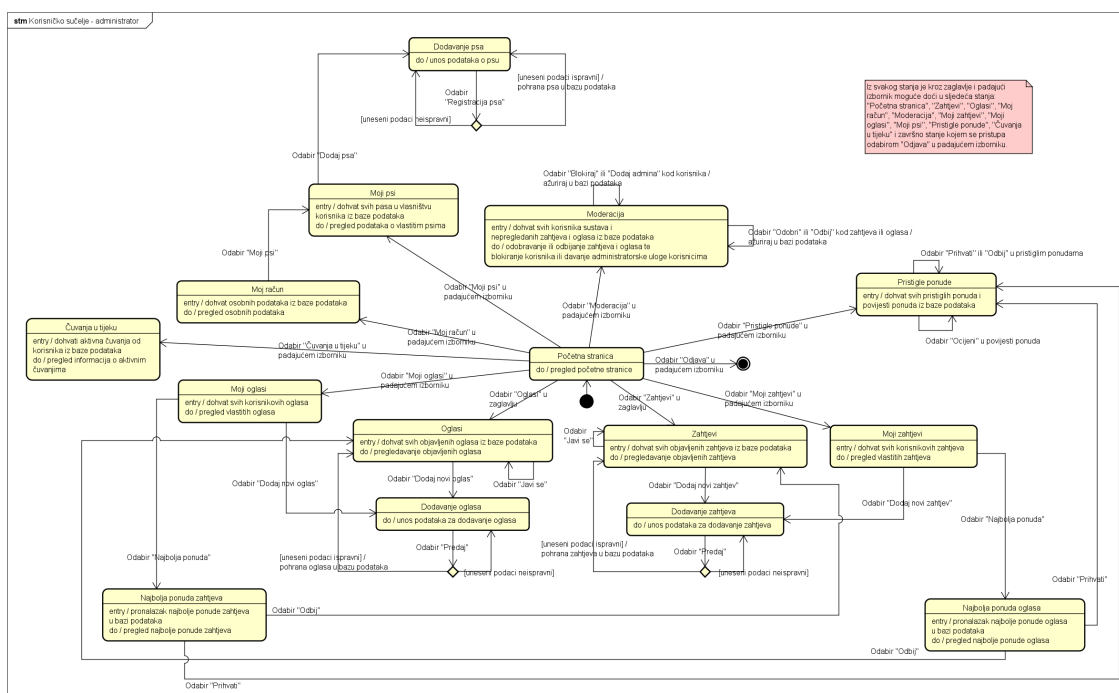 stm Korisničko sučelje - administrator
Dodavanje psa
do / unos podataka o psu
[uneseni podaci ispravni] /
pohrana psa u bazu podataka
Odabir
"Registracija psa"
[uneseni podaci neispravni]
Iz svakog stanja je kroz zaglavlje i padajući
izbornik moguće doći u sljedeća stanja:
"Početna stranica", "Zahtjevi", "Oglasi", "Moj
račun", "Moderacija", "Moji zahtjevi", "Moji
oglasi", "Moji psi", "Pristigle ponude", "Čuvanja
u tijeku" i završno stanje kojem se pristupa
odabirom "Odjava" u padajućem izborniku.
Odabir "Dodaj psa"
Odabir "Blokiraj" ili "Dodaj admina" kod korisnika /
ažuriraj u bazi podataka
Moji psi
entry / dohvat svih pasa u vlasništvu
korisnika iz baze podataka
do / pregled podataka o vlastitim psima
Moderacija
entry / dohvat svih korisnika sustava i
nepregledanih zahtjeva i oglasa iz baze podataka
do / odobravanje ili odbijanje zahtjeva i oglasa te
blokiranje korisnika ili davanje administratorske uloge korisnicima
Odabir "Odobri" ili "Odbij" kod zahtjeva ili oglasa /
ažuriraj u bazi podataka
Odabir "Moji psi"
Odabir "Prihvati" ili "Odbij" u pristiglim ponudama
Pristigle ponude
entry / dohvat svih pristiglih ponuda i
povijesti ponuda iz baze podataka
Odabir "Ocijeni" u povijesti ponuda
Moj račun
entry / dohvat osobnih podataka iz baze podataka
do / pregled osobnih podataka
Odabir "Moji psi" u
padajućem izborniku
Odabir "Moderacija" u
padajućem izborniku
Odabir "Pristigle ponude" u
padajućem izborniku
Čuvanja u tijeku
entry / dohvati aktivna čuvanja od
korisnika iz baze podataka
do / pregled informacija o aktivnim
čuvanjima
Odabir "Moj račun" u
padajućem izborniku
Odabir "Čuvanja u tijeku" u
padajućem izborniku
Početna stranica
do / pregled početne stranice
Odabir "Odjava" u
padajućem izborniku
Odabir "Moji oglasi" u
padajućem izborniku
Moji oglasi
entry / dohvat svih korisnikovih oglasa
do / pregled vlastitih oglasa
Odabir "Oglasi" u
zaglavlju
Odabir "Zahtjevi" u
zaglavlju
Odabir "Moji zahtjevi" u
padajućem izborniku
Oglasi
entry / dohvat svih objavljenih oglasa iz baze podataka
do / pregledavanje objavljenih oglasa
Odabir
"Javi se"
Zahtjevi
entry / dohvat svih objavljenih zahtjeva iz baze podataka
do / pregledavanje objavljenih zahtjeva
Moji zahtjevi
entry / dohvat svih korisnikovih zahtjeva
do / pregled vlastitih zahtjeva
Odabir "Dodaj novi oglas"
Odabir "Dodaj novi oglas"
Odabir "Javi se"
Odabir "Dodaj novi zahtjev"
Odabir "Dodaj novi zahtjev"
Dodavanje oglasa
do / unos podataka za dodavanje oglasa
Dodavanje zahtjeva
do / unos podataka za dodavanje zahtjeva
Odabir "Najbolja ponuda"
Odabir "Najbolja ponuda"
[uneseni podaci ispravni] /
pohrana oglasa u bazu podataka
Odabir "Predaj"
[uneseni podaci neispravni]
[uneseni podaci ispravni] /
pohrana zahtjeva u bazu podataka
Odabir "Predaj"
[uneseni podaci neispravni]
Odabir "Prihvati"
Najbolja ponuda zahtjeva
entry / pronalazak najbolje ponude zahtjeva
u bazi podataka
do / pregled najbolje ponude zahtjeva
Odabir "Odbij"
Najbolja ponuda oglasa
entry / pronalazak najbolje ponude oglasa
u bazi podataka
do / pregled najbolje ponude oglasa
Odabir "Odbij"
Odabir "Prihvati"